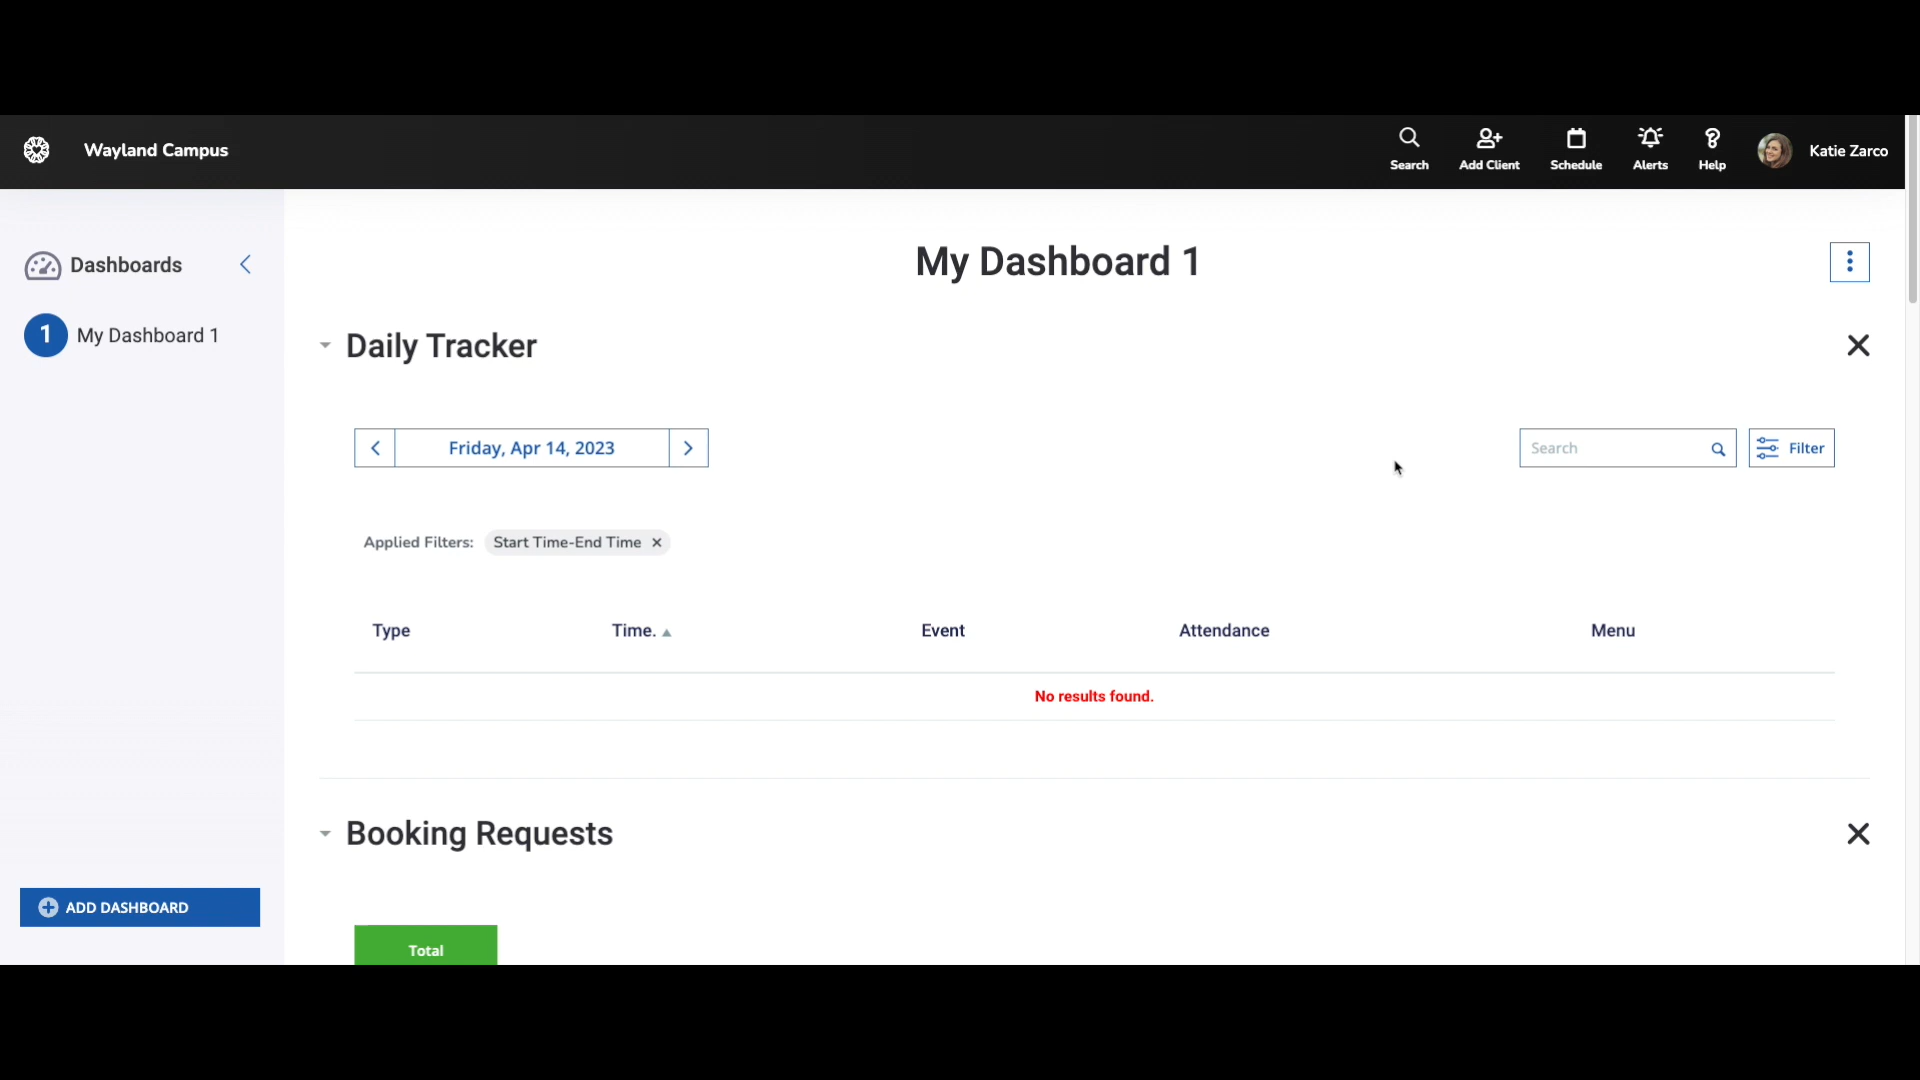 Wayland Campus
Search
Add Client
Schedule
Alerts
Help
Katie Zarco
Dashboards
1 My Dashboard 1
ADD DASHBOARD
My Dashboard 1
Daily Tracker
Friday, Apr 14, 2023
Search
Filter
Applied Filters: Start Time-End Time
Type Time. Event Attendance Menu
No results found.
Booking Requests
Total